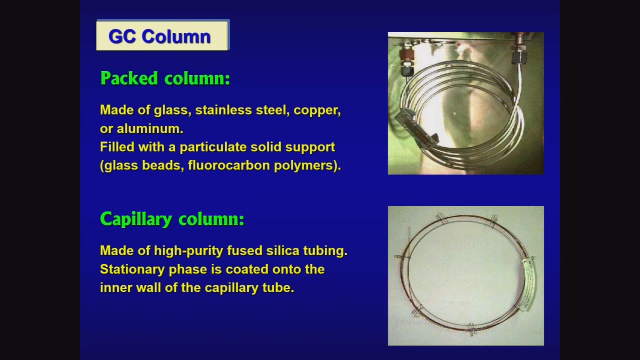 GC Column
Packed column:
Made of glass, stainless steel, copper,
or aluminum.
Filled with a particulate solid support
(glass beads, fluorocarbon polymers).
Capillary column:
Made of high-purity fused silica tubing.
Stationary phase is coated onto the
inner wall of the capillary tube.